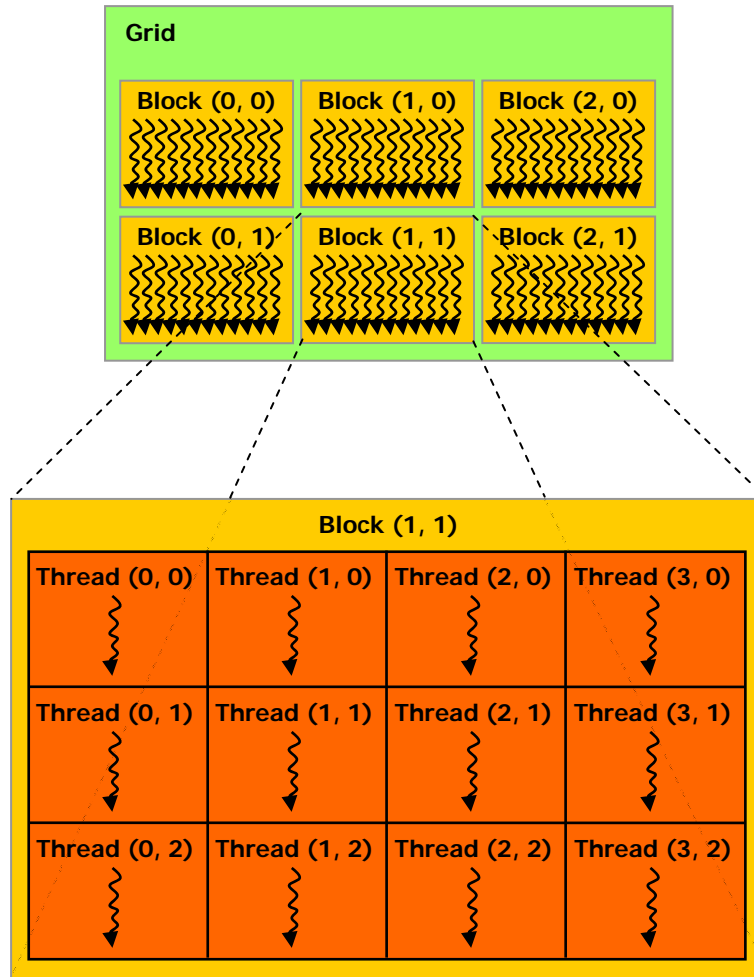 Grid
Block (0, 0) Block (1, 0) Block (2, 0)
Block (0, 1) Block (1, 1) Block (2, 1)
Block (1, 1)
Thread (0, 0) Thread (1, 0) Thread (2, 0) Thread (3, 0)
Thread (0, 1) Thread (1, 1) Thread (2, 1) Thread (3, 1)
Thread (0, 2) Thread (1, 2) Thread (2, 2) Thread (3, 2)